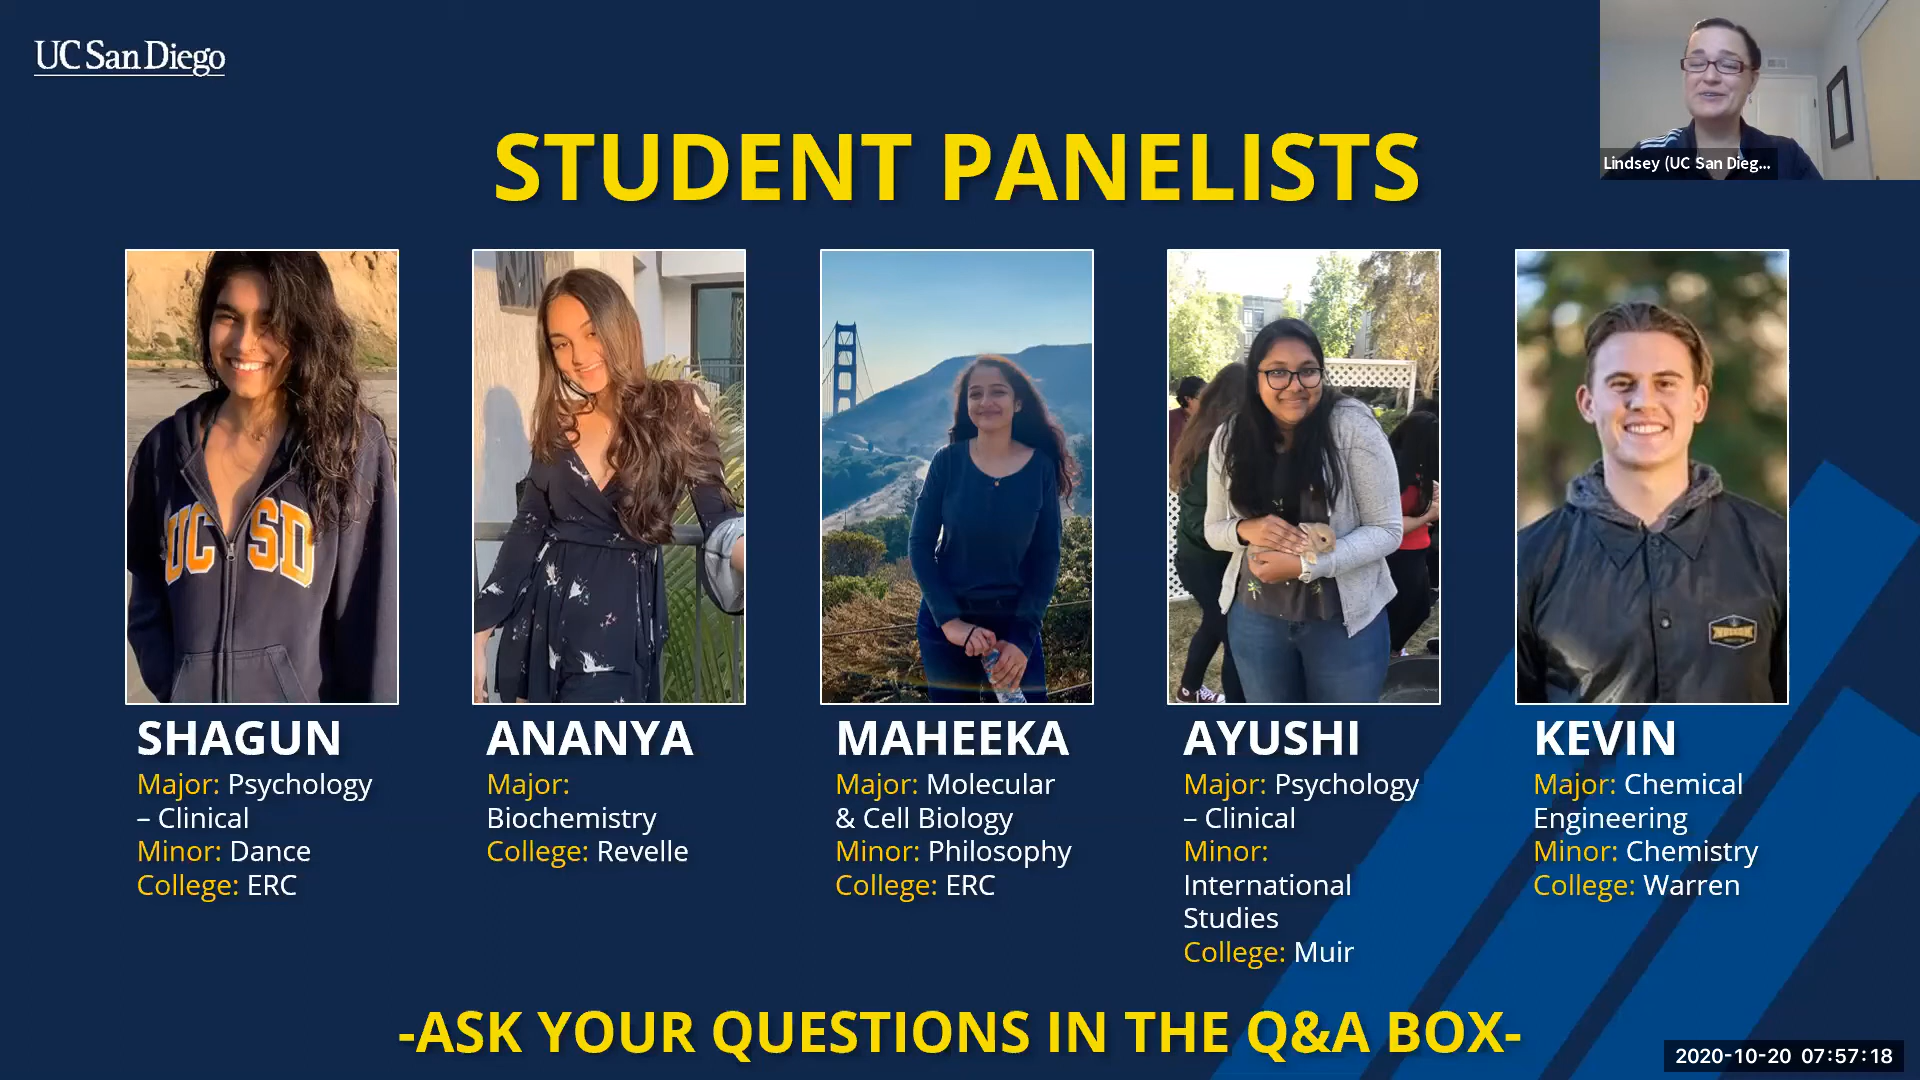 UC San Diego
Lindsey (UC San Dieg...
STUDENT PANELISTS
UC SD
SHAGUN
Major: Psychology
– Clinical
Minor: Dance
College: ERC
ANANYA
Major:
Biochemistry
College: Revelle
MAHEEKA
Major: Molecular
& Cell Biology
Minor: Philosophy
College: ERC
AYUSHI
Major: Psychology
– Clinical
Minor:
International
Studies
College: Muir
KEVIN
Major: Chemical
Engineering
Minor: Chemistry
College: Warren
-ASK YOUR QUESTIONS IN THE Q&A BOX-
2020-10-20 07:57:18